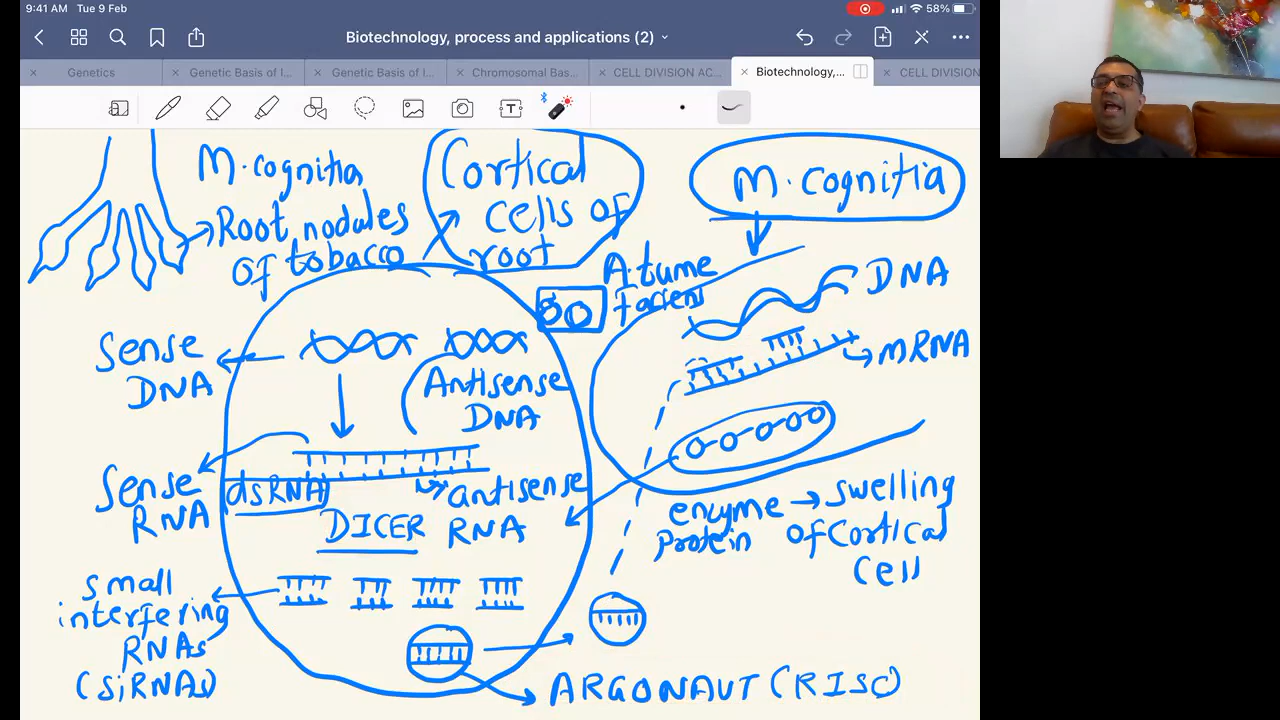 9:41 AM Tue 9 Feb
58%
Biotechnology, process and applications (2)
Genetics
Genetic Basis of I...
Genetic Basis of I...
Chromosomal Bas...
CELL DIVISION AC...
Biotechnology,...
CELL DIVISION
M.cognitia
Root nodules
of tobacco
Cortical
cells of
root
M.cognitia
A.tume
faciens
DNA
mRNA
Sense
DNA
Antisense
DNA
Sense
RNA
dsRNA
antisense
RNA
DICER
enzyme → swelling
protein of Cortical
Cell
small
interfering
RNAs
(SiRNAs)
ARGONAUT (RISC)